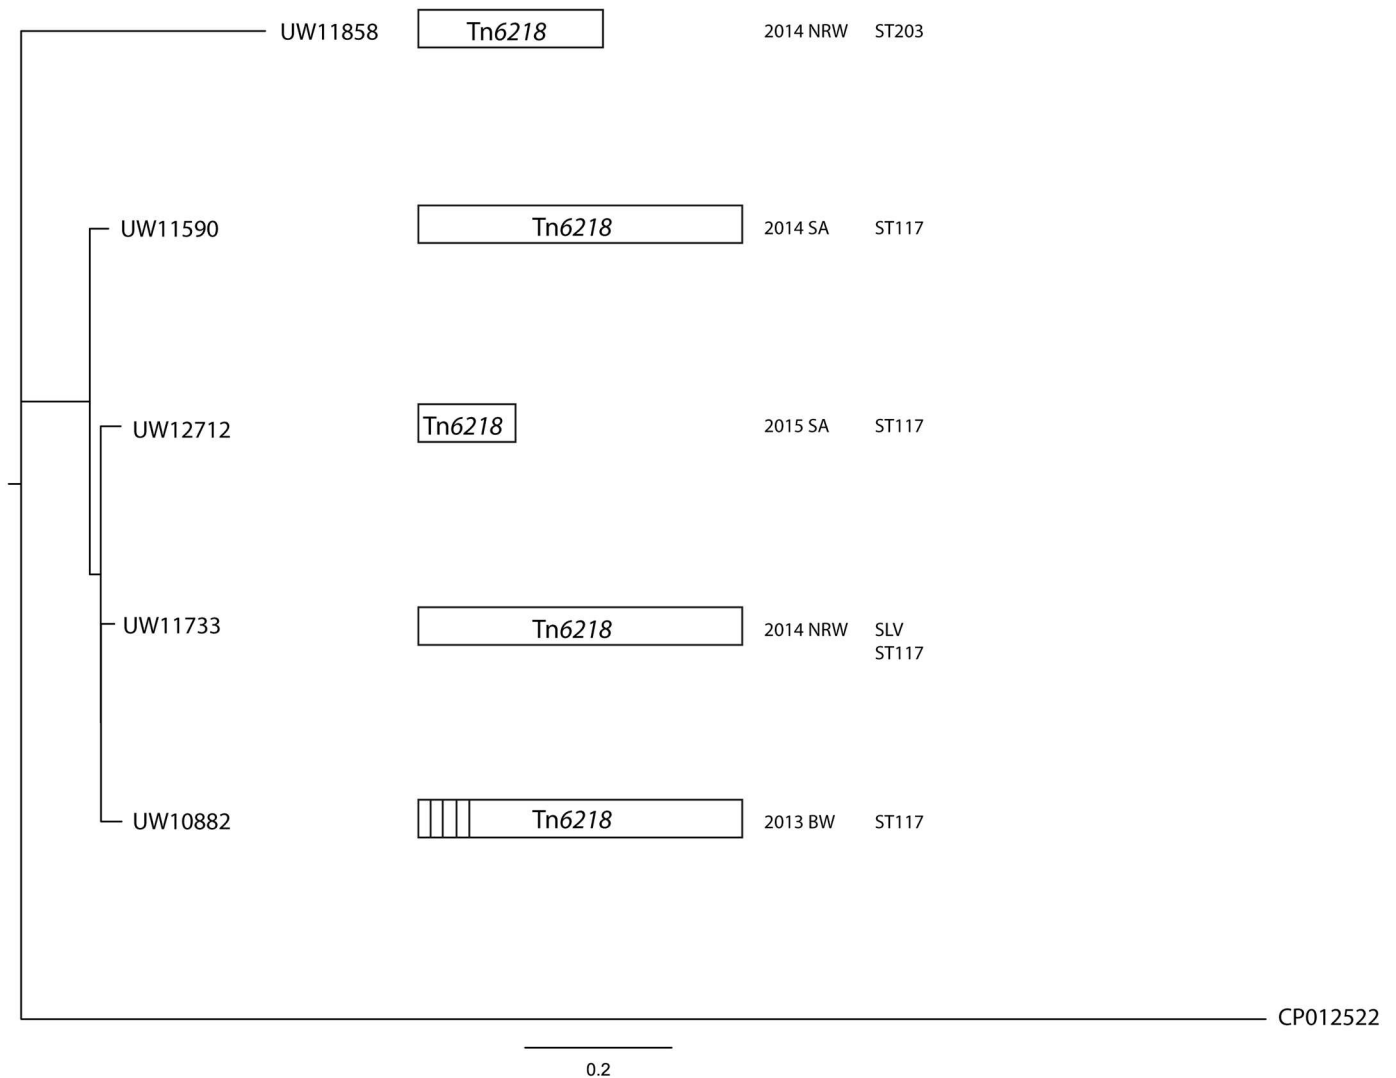 UW11858 Tn6218 2014 NRW ST203
UW11590 Tn6218 2014 SA ST117
UW12712 Tn6218 2015 SA ST117
UW11733 Tn6218 2014 NRW SLV
ST117
UW10882 Tn6218 2013 BW ST117
CP012522
0.2